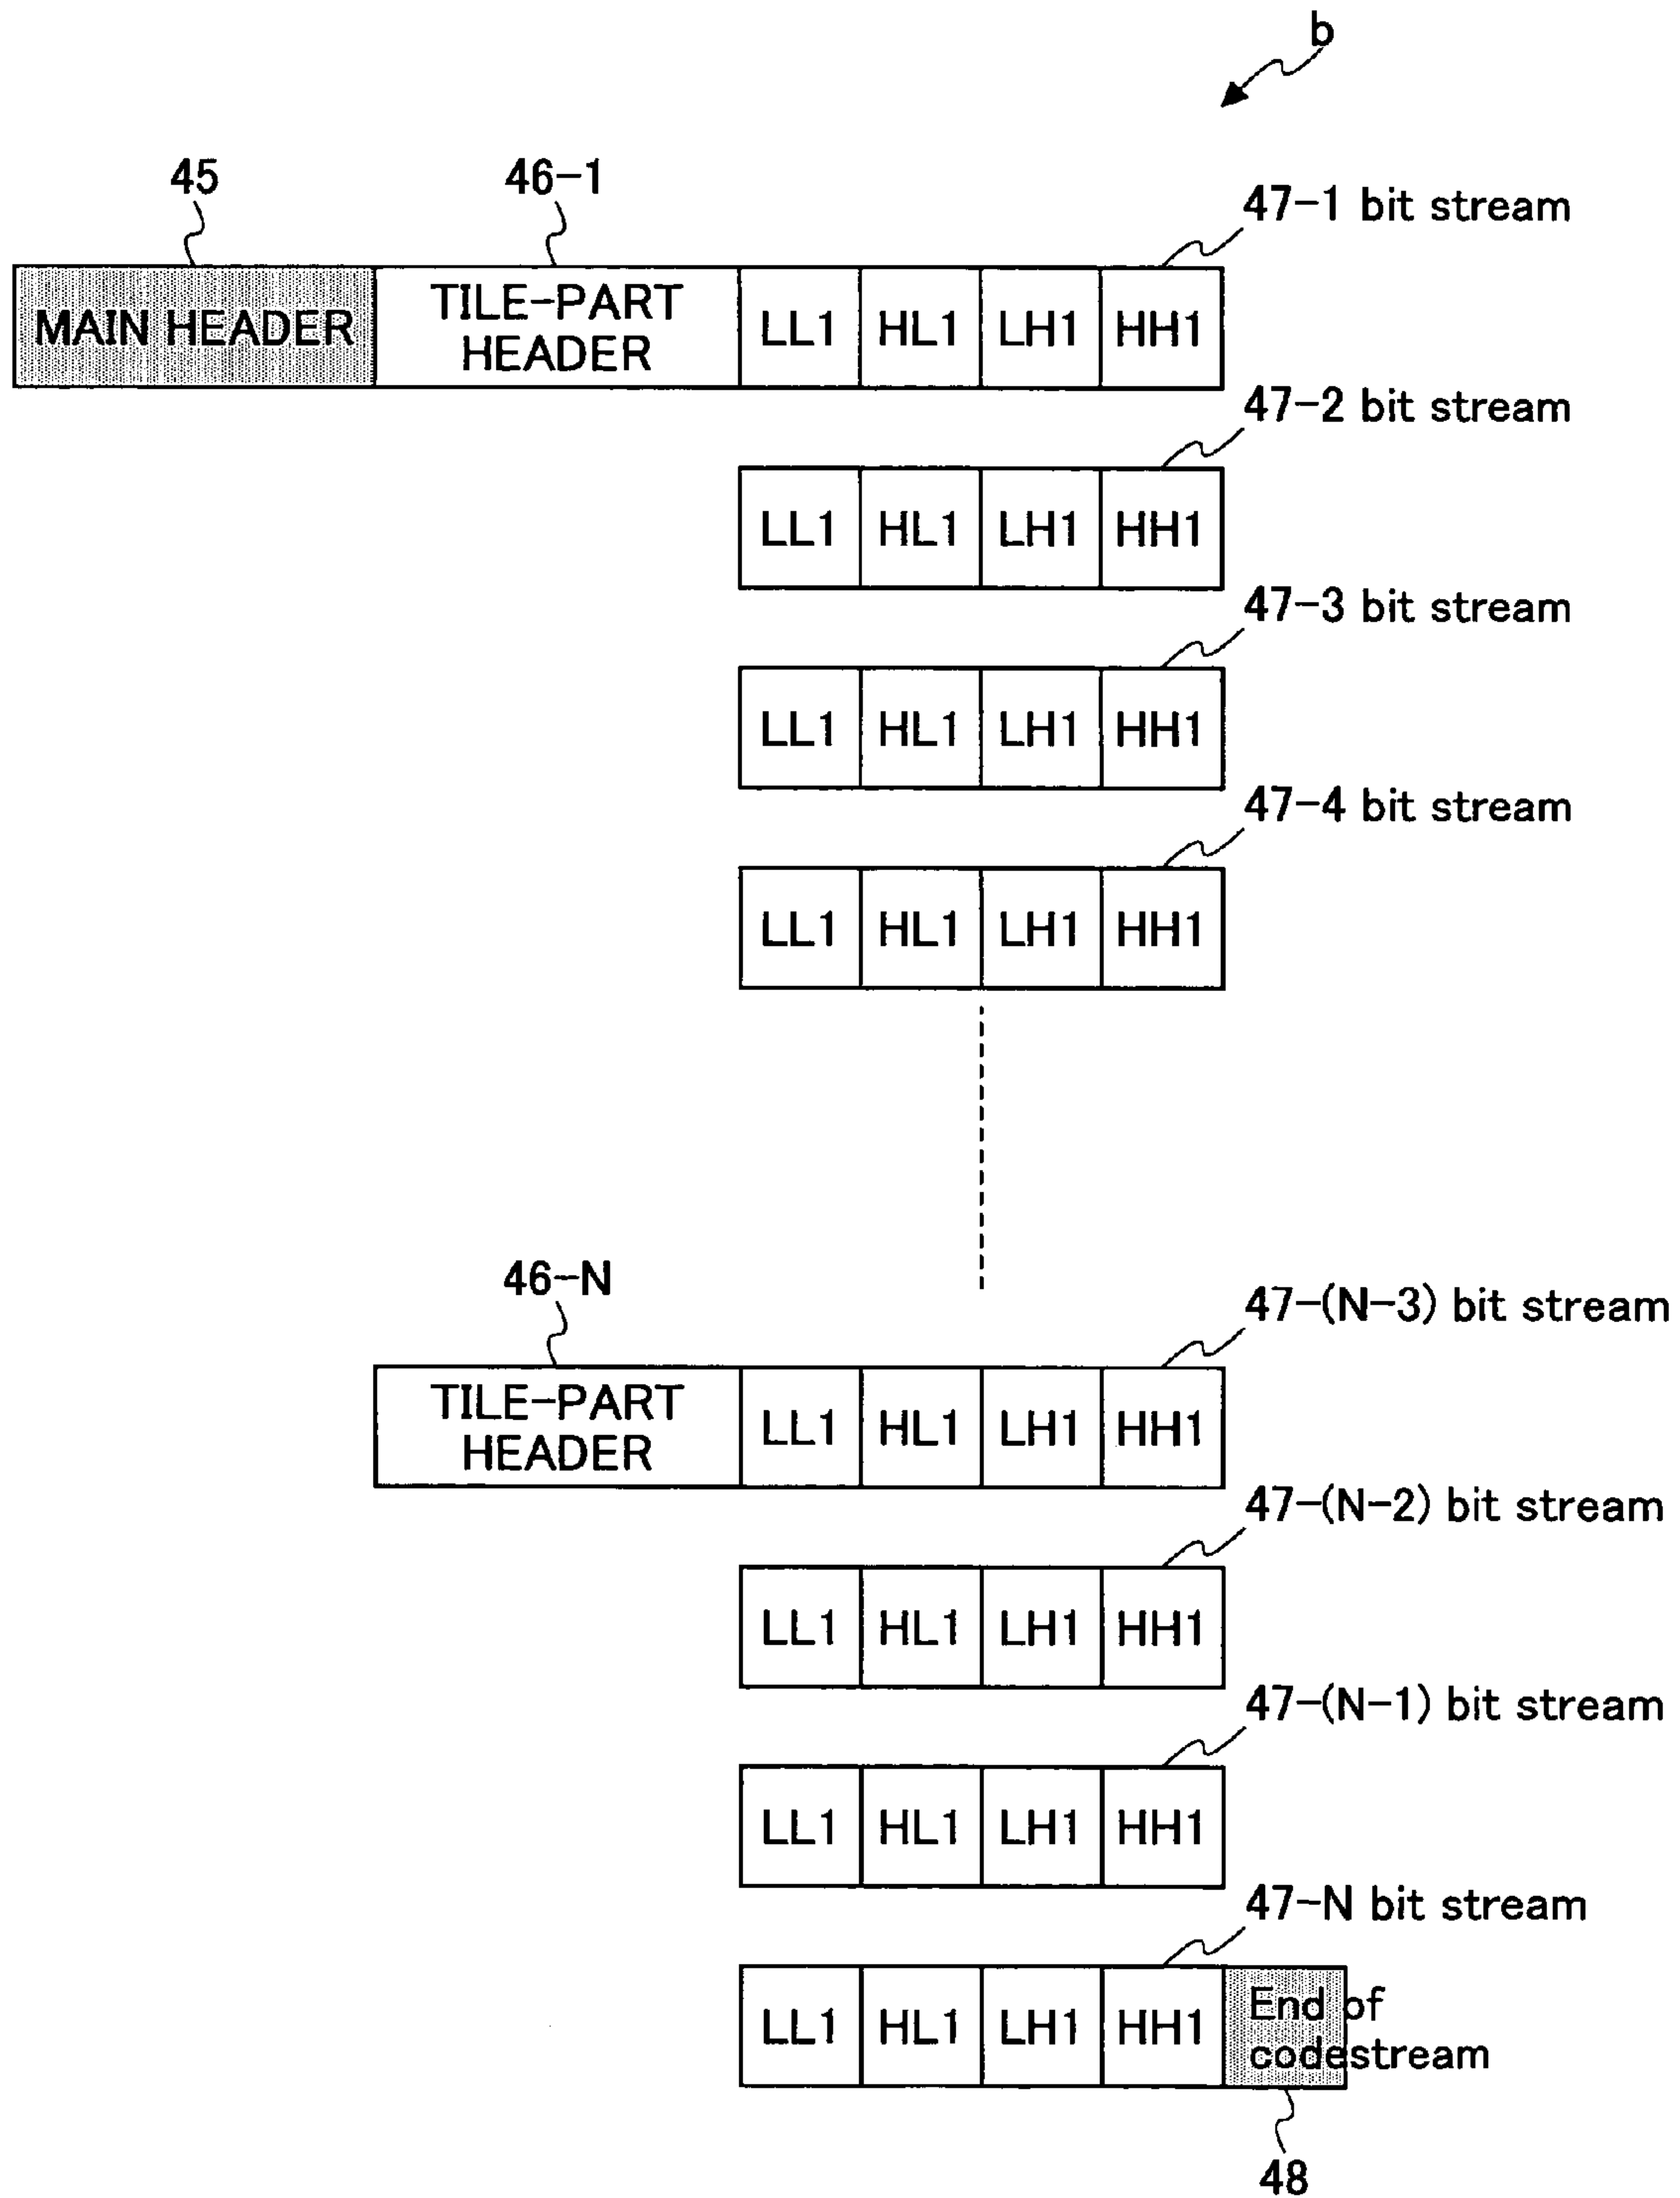 b
45
46-1
47-1 bit stream
MAIN HEADER
TILE-PART
HEADER
LL1 HL1 LH1 HH1
47-2 bit stream
LL1 HL1 LH1 HH1
47-3 bit stream
LL1 HL1 LH1 HH1
47-4 bit stream
LL1 HL1 LH1 HH1
46-N
47-(N-3) bit stream
TILE-PART
HEADER
LL1 HL1 LH1 HH1
47-(N-2) bit stream
LL1 HL1 LH1 HH1
47-(N-1) bit stream
LL1 HL1 LH1 HH1
47-N bit stream
LL1 HL1 LH1 HH1
End of
codestream
48